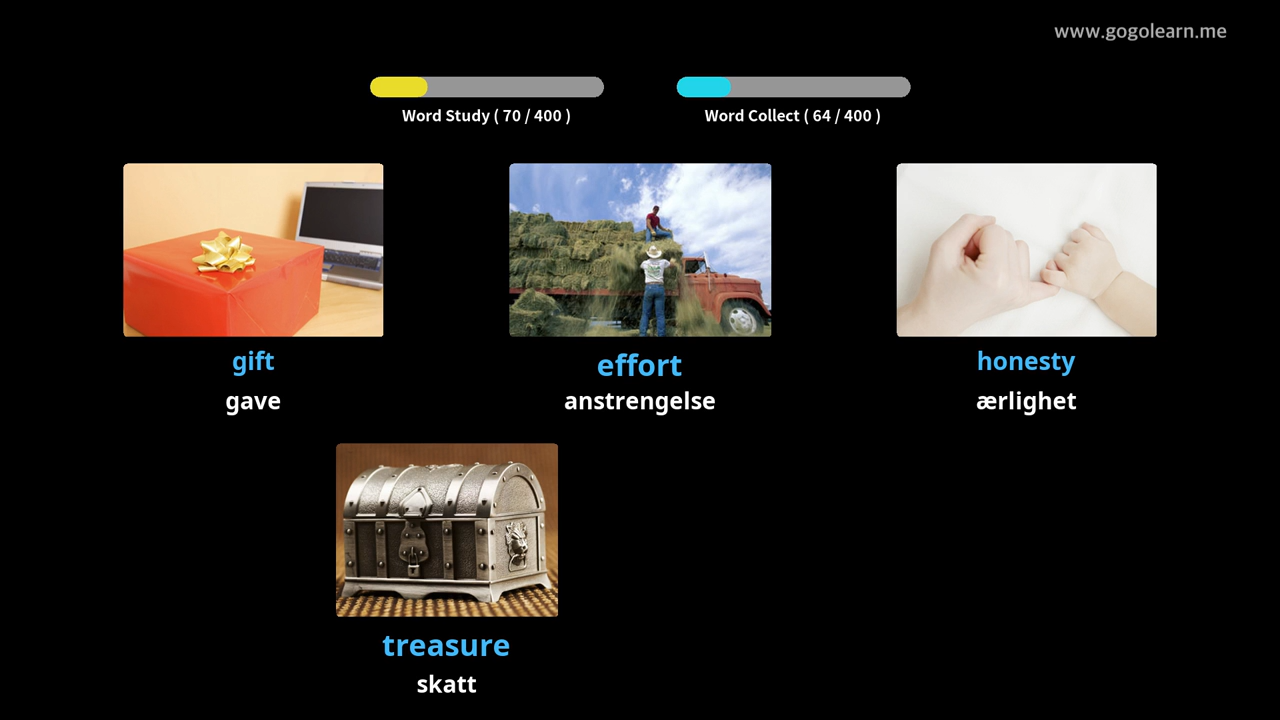 www.gogolearn.me
Word Study ( 70 / 400 )
Word Collect ( 64 / 400 )
gift
effort
honesty
gave
anstrengelse
ærlighet
treasure
skatt